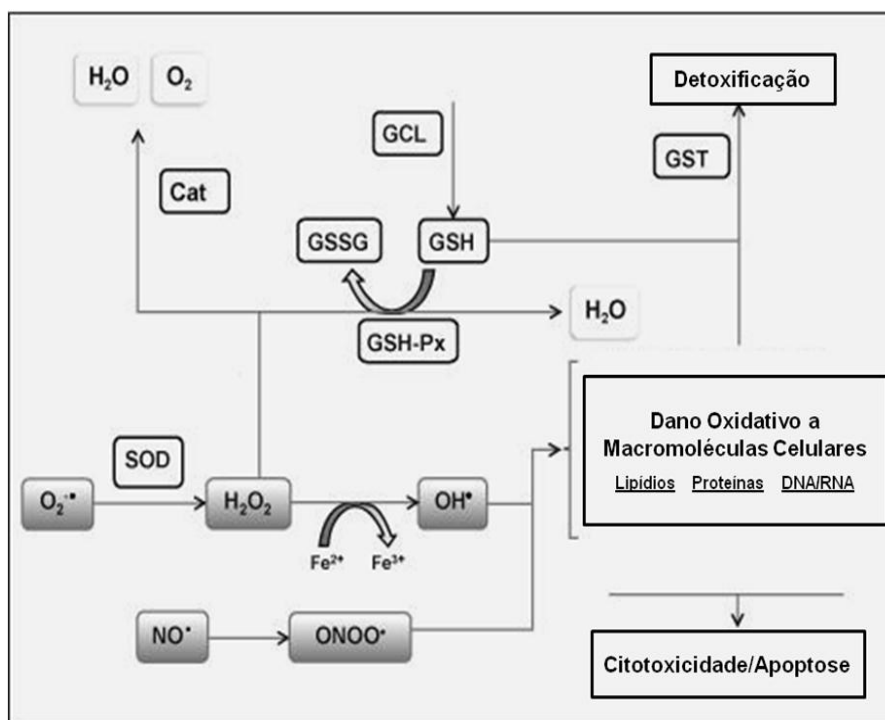 H₂O O₂
Detoxificação
GCL
GST
Cat
GSSG GSH
H₂O
GSH-Px
Dano Oxidativo a
Macromoléculas Celulares
Lipídios Proteínas DNA/RNA
SOD
O₂⁻• H₂O₂ OH•
Fe²⁺ Fe³⁺
NO• ONOO•
Citotoxicidade/Apoptose